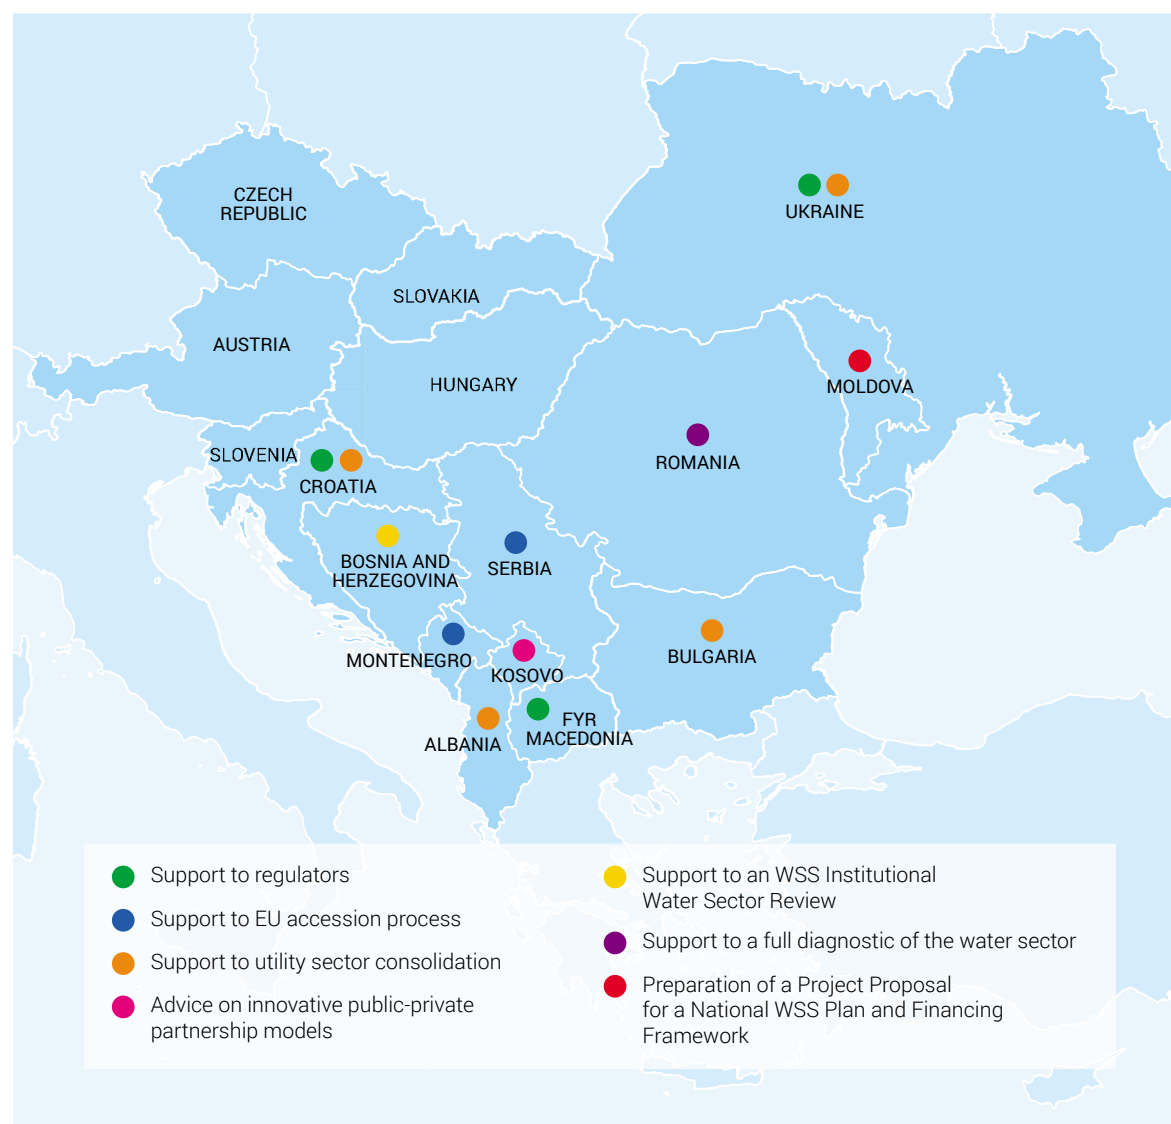 CZECH
REPUBLIC
UKRAINE
SLOVAKIA
AUSTRIA
HUNGARY
MOLDOVA
SLOVENIA
ROMANIA
CROATIA
BOSNIA AND
HERZEGOVINA
SERBIA
MONTENEGRO
KOSOVO
BULGARIA
ALBANIA
FYR
MACEDONIA
Support to regulators
Support to EU accession process
Support to utility sector consolidation
Advice on innovative public-private
partnership models
Support to an WSS Institutional
Water Sector Review
Support to a full diagnostic of the water sector
Preparation of a Project Proposal
for a National WSS Plan and Financing
Framework